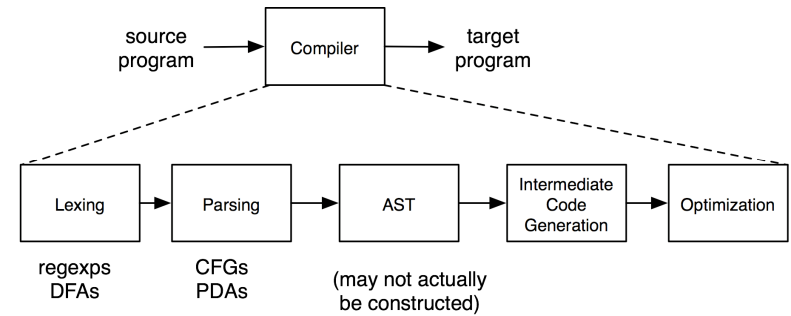 source
program
Compiler
target
program
Lexing
Parsing
AST
Intermediate
Code
Generation
Optimization
regexps
DFAs
CFGs
PDAs
(may not actually
be constructed)